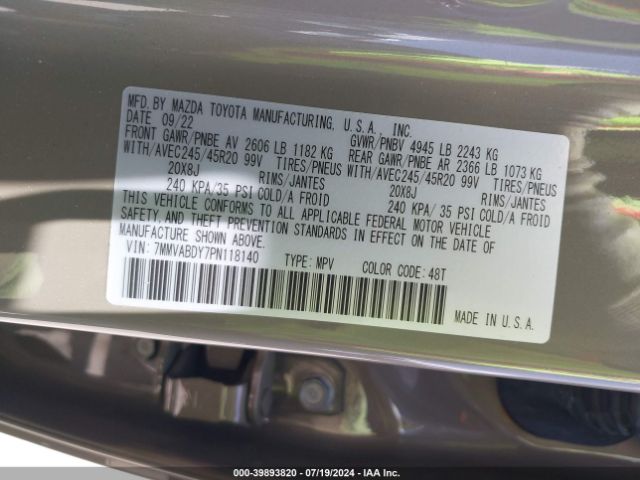 MFD. BY MAZDA TOYOTA MANUFACTURING, U.S.A., INC.
DATE 09/22 GVWR/PNBV 4945 LB 2243 KG
FRONT GAWR/PNBE AV 2606 LB 1182 KG REAR GAWR/PNBE AR 2366 LB 1073 KG
WITH/AVEC245/45R20 99V TIRES/PNEUS WITH/AVEC245/45R20 99V TIRES/PNEUS
20X8J RIMS/JANTES 20X8J RIMS/JANTES
240 KPA/35 PSI COLD/A FROID 240 KPA/35 PSI COLD/A FROID
THIS VEHICLE CONFORMS TO ALL APPLICABLE FEDERAL MOTOR VEHICLE
SAFETY, AND THEFT PREVENTION STANDARDS IN EFFECT ON THE DATE OF
MANUFACTURE SHOWN ABOVE.
VIN: 7MMVABDY7PN118140 TYPE: MPV COLOR CODE: 48T
MADE IN U.S.A.
000-39893820 - 07/19/2024 - IAA Inc.